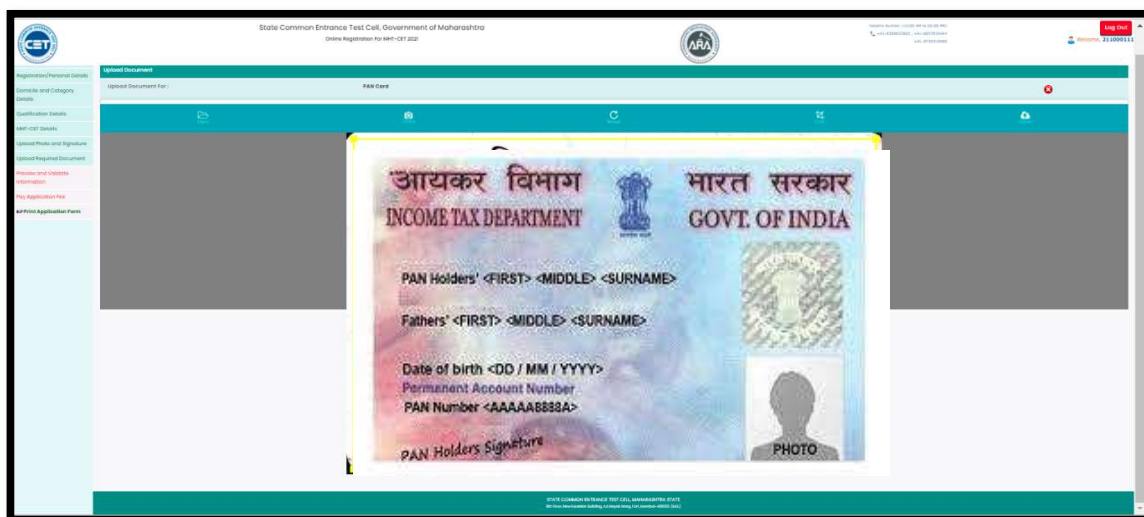 State Common Entrance Test Cell, Government of Maharashtra
Online Registration For MHT-CET 2021
Log Out
Welcome, 211000111
CET
ARA
Registration/Personal Details
Domicile and Category Details
Qualification Details
MHT-CET Details
Upload Photo and Signature
Upload Required Document
Preview and Validate Information
Pay Application Fee
Print Application Form
Upload Document
Upload Document For :
PAN Card
आयकर विभाग
भारत सरकार
INCOME TAX DEPARTMENT
GOVT. OF INDIA
PAN Holders' <FIRST> <MIDDLE> <SURNAME>
Fathers' <FIRST> <MIDDLE> <SURNAME>
Date of birth <DD / MM / YYYY>
Permanent Account Number
PAN Number <AAAAA8888A>
PAN Holders Signature
PHOTO
STATE COMMON ENTRANCE TEST CELL, MAHARASHTRA STATE